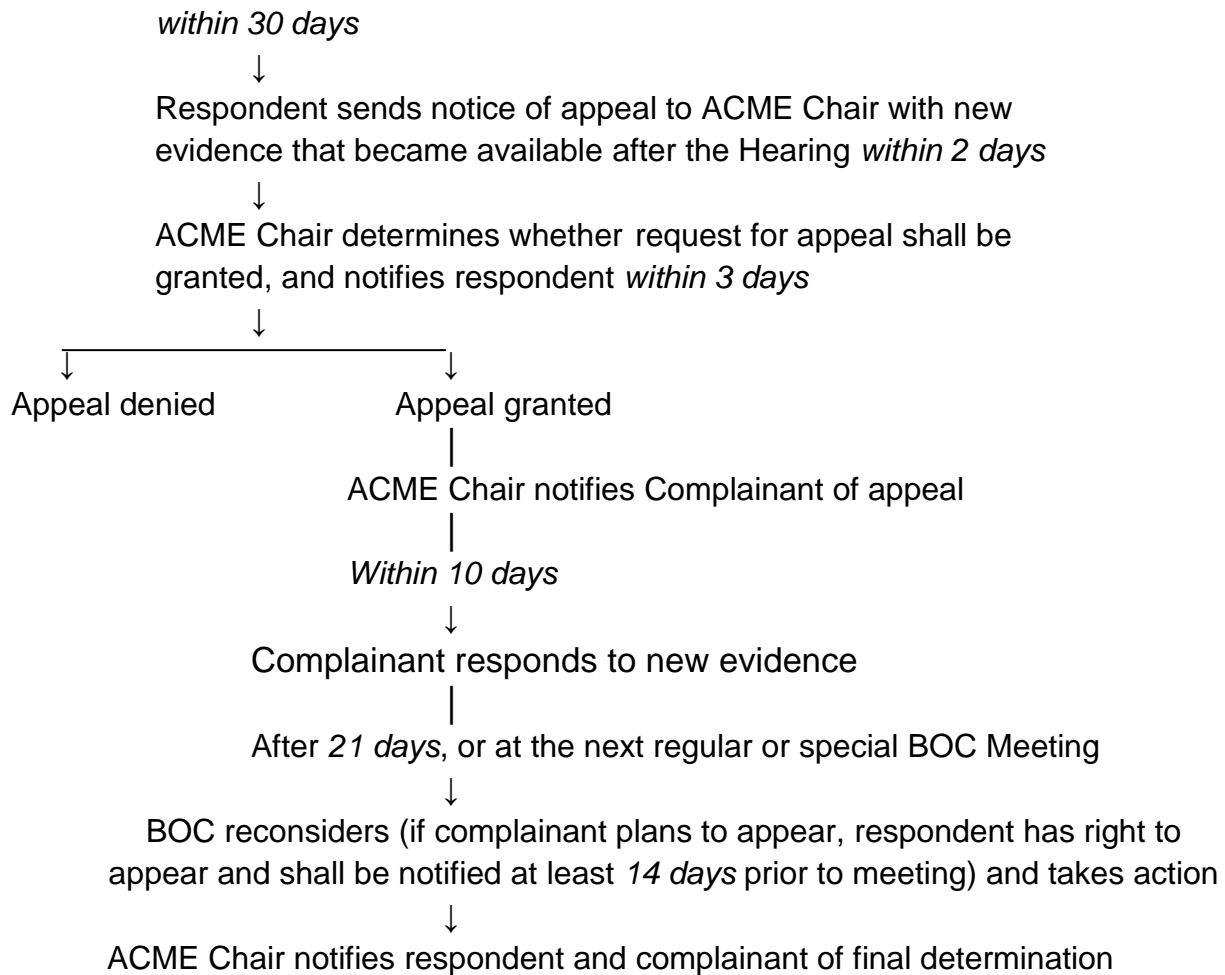 within 30 days
↓
Respondent sends notice of appeal to ACME Chair with new
evidence that became available after the Hearing within 2 days
↓
ACME Chair determines whether request for appeal shall be
granted, and notifies respondent within 3 days
↓
↓ ↓
Appeal denied Appeal granted
ACME Chair notifies Complainant of appeal
Within 10 days
↓
Complainant responds to new evidence
After 21 days, or at the next regular or special BOC Meeting
↓
BOC reconsiders (if complainant plans to appear, respondent has right to
appear and shall be notified at least 14 days prior to meeting) and takes action
↓
ACME Chair notifies respondent and complainant of final determination